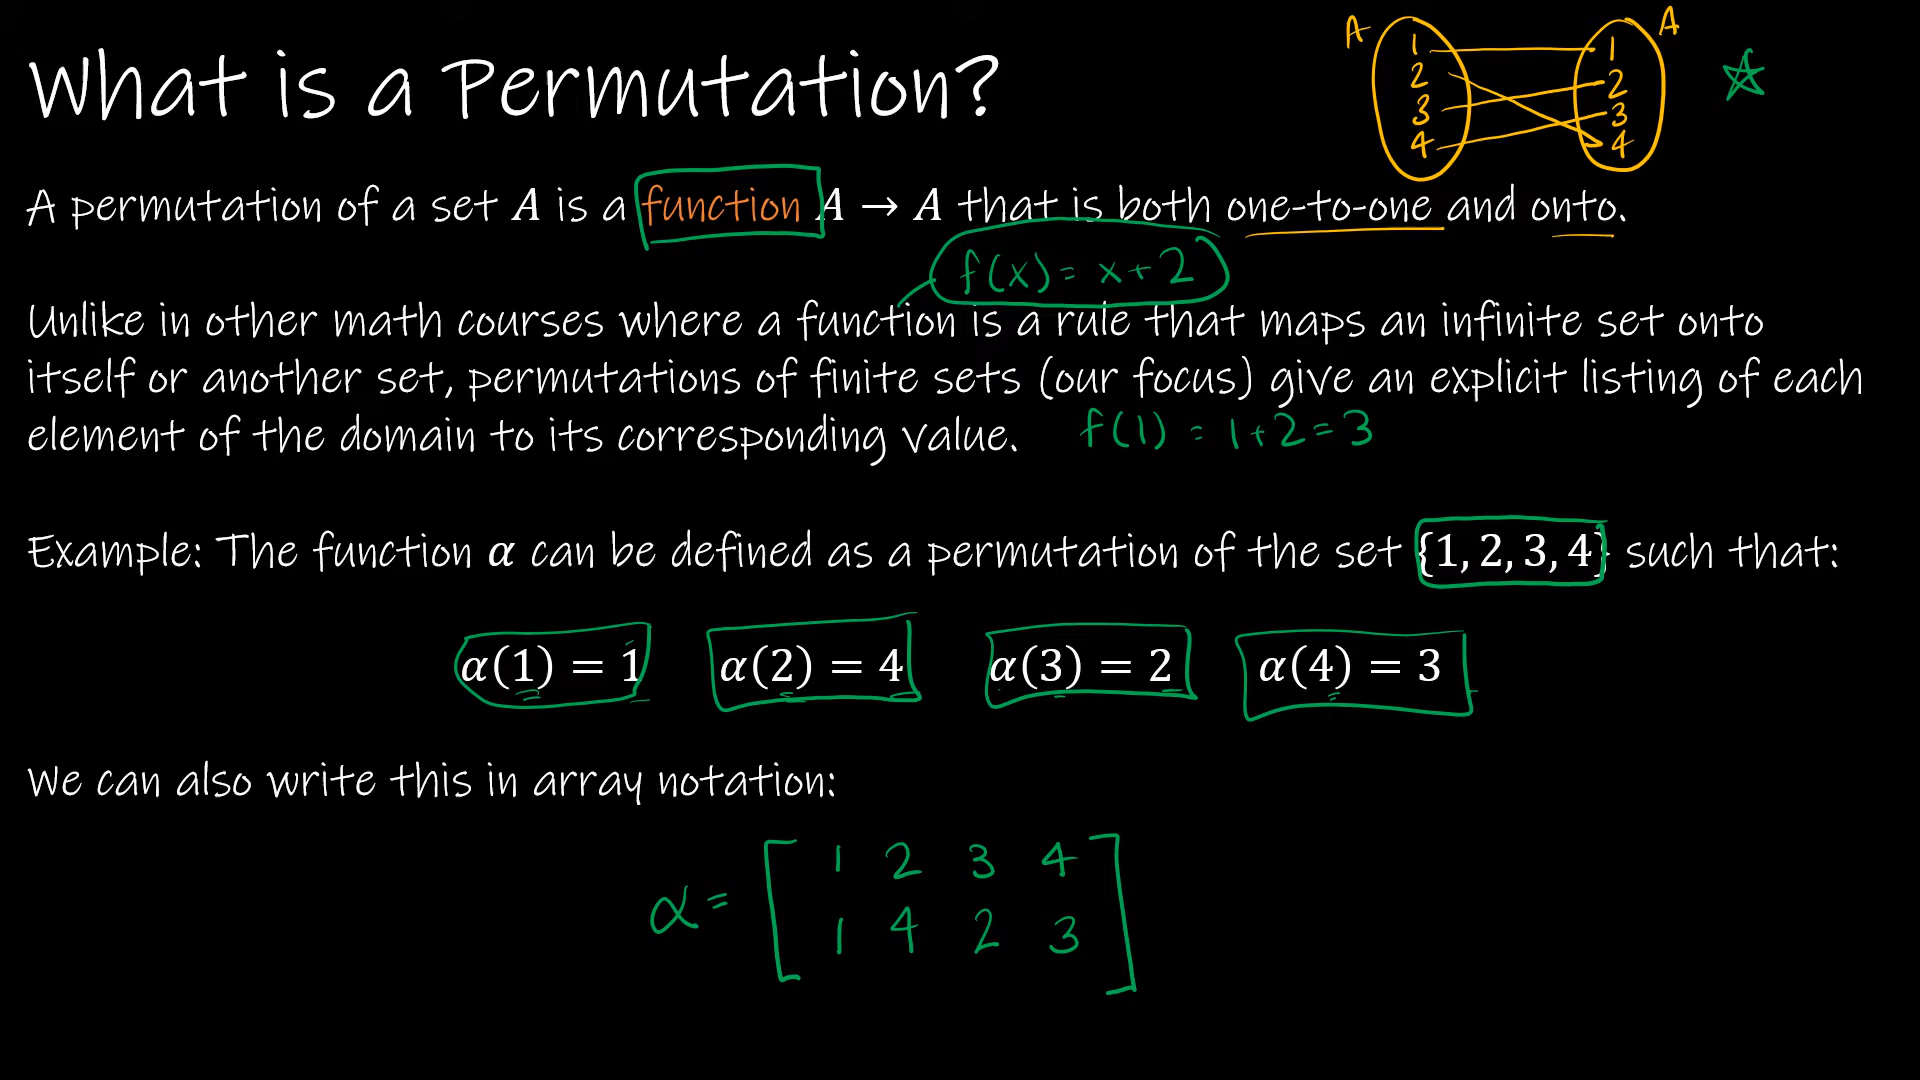 What is a Permutation?
A A
1 1
2 2
3 3
4 4
A permutation of a set A is a function A → A that is both one-to-one and onto.
f(x) = x+2
Unlike in other math courses where a function is a rule that maps an infinite set onto
itself or another set, permutations of finite sets (our focus) give an explicit listing of each
element of the domain to its corresponding value. f(1) = 1+2=3
Example: The function α can be defined as a permutation of the set {1, 2, 3, 4} such that:
α(1) = 1 α(2) = 4 α(3) = 2 α(4) = 3
We can also write this in array notation:
α = [ 1 2 3 4 ]
1 4 2 3